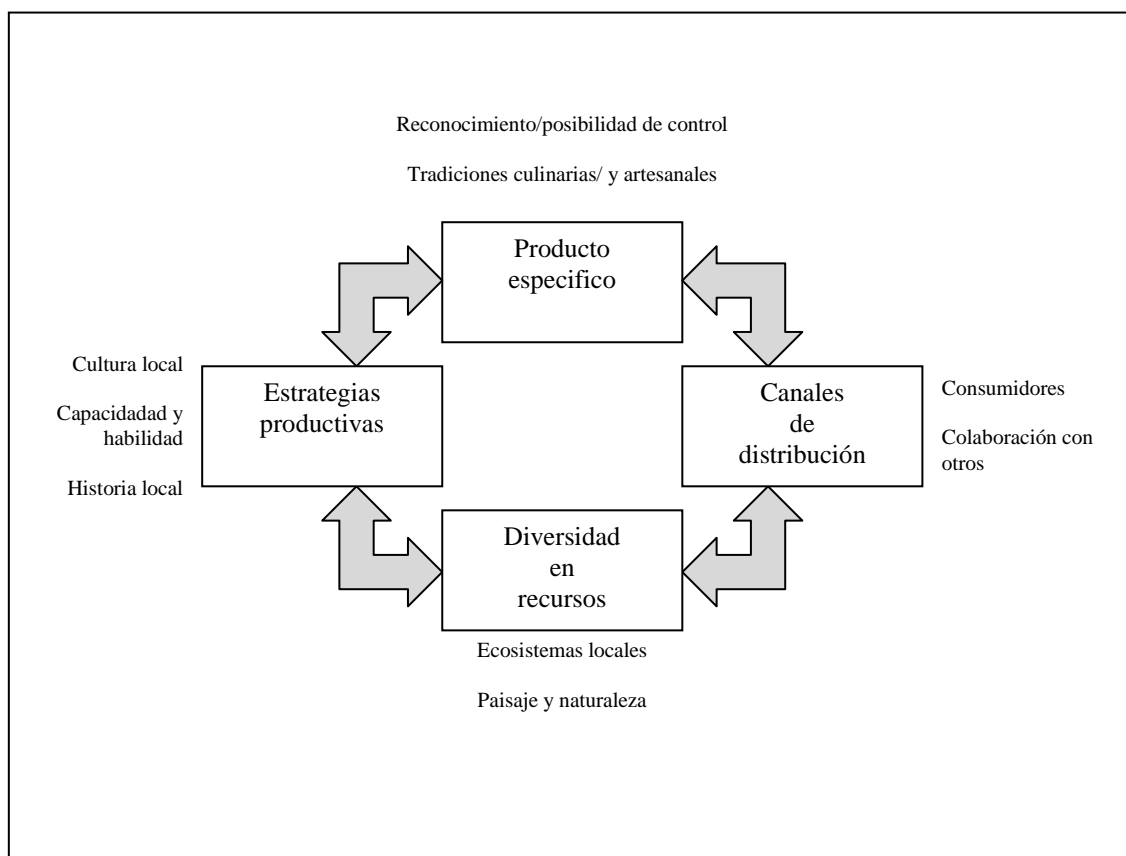 Reconocimiento/posibilidad de control
Tradiciones culinarias/ y artesanales
Producto
especifico
Cultura local
Capacidadad y
habilidad
Historia local
Estrategias
productivas
Canales
de
distribución
Consumidores
Colaboración con
otros
Diversidad
en
recursos
Ecosistemas locales
Paisaje y naturaleza